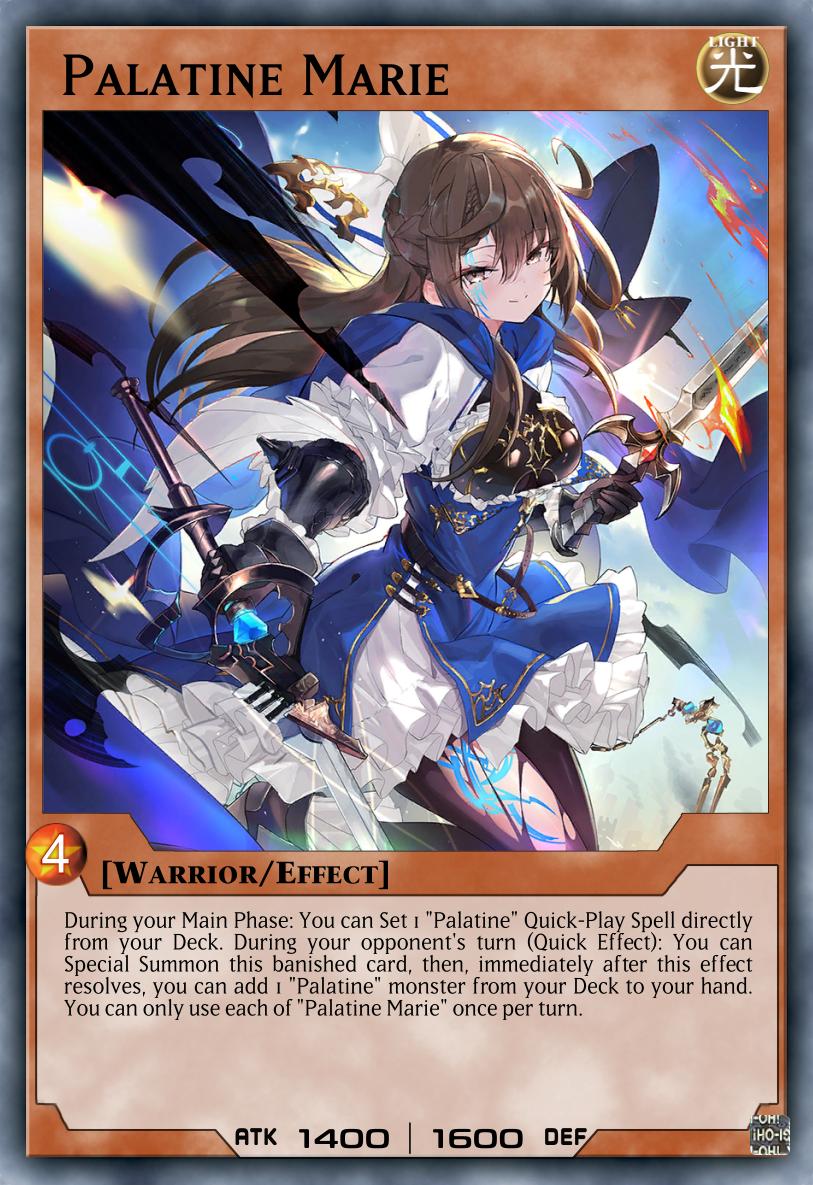 PALATINE MARIE
LIGHT
光
4
[WARRIOR/EFFECT]
During your Main Phase: You can Set 1 "Palatine" Quick-Play Spell directly
from your Deck. During your opponent's turn (Quick Effect): You can
Special Summon this banished card, then, immediately after this effect
resolves, you can add 1 "Palatine" monster from your Deck to your hand.
You can only use each of "Palatine Marie" once per turn.
ATK 1400 | 1600 DEF